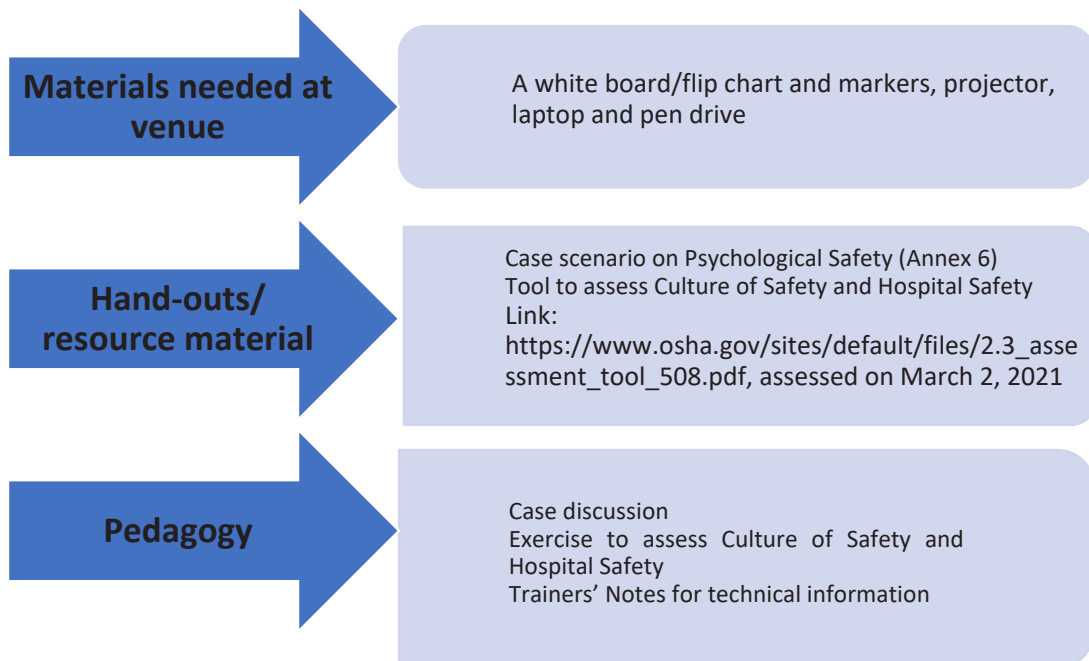 Materials needed at
venue
A white board/flip chart and markers, projector,
laptop and pen drive
Hand-outs/
resource material
Case scenario on Psychological Safety (Annex 6)
Tool to assess Culture of Safety and Hospital Safety
Link:
https://www.osha.gov/sites/default/files/2.3_asse
ssment_tool_508.pdf, assessed on March 2, 2021
Pedagogy
Case discussion
Exercise to assess Culture of Safety and
Hospital Safety
Trainers’ Notes for technical information